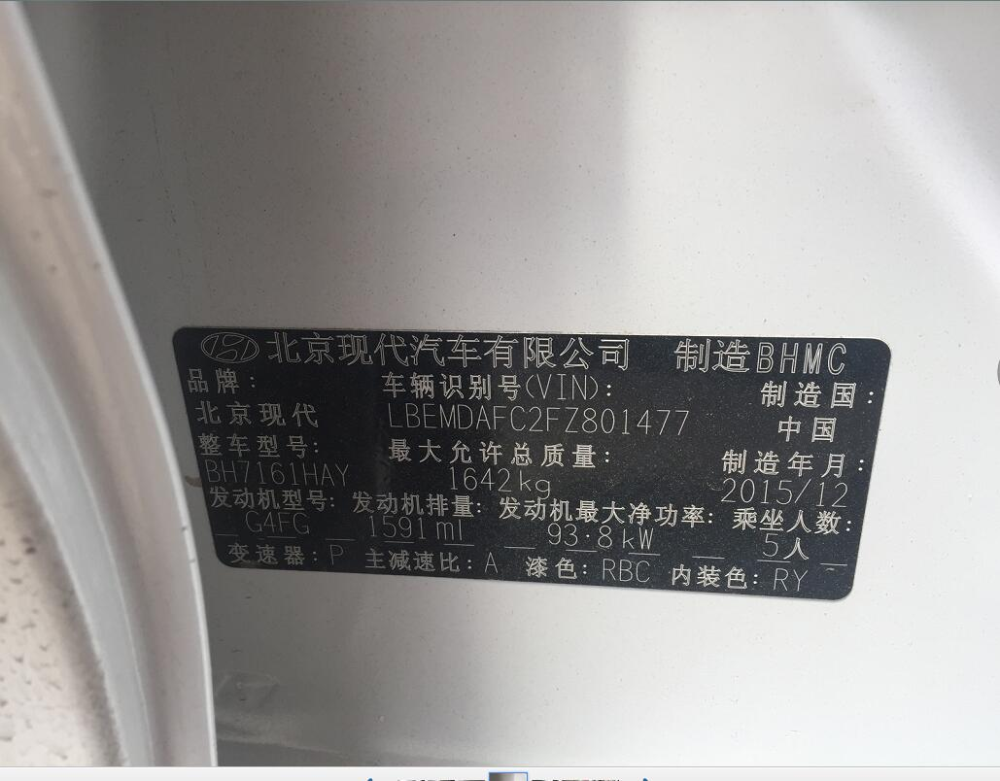 北京现代汽车有限公司 制造BHMC
品牌: 车辆识别号(VIN): 制造国:
北京现代 LBEMDAFC2FZ801477 中国
整车型号: 最大允许总质量: 制造年月:
BH7161HAY 1642kg 2015/12
发动机型号: 发动机排量: 发动机最大净功率: 乘坐人数:
G4FG 1591ml 93.8kW 5人
变速器: P 主减速比: A 漆色: RBC 内装色: RY